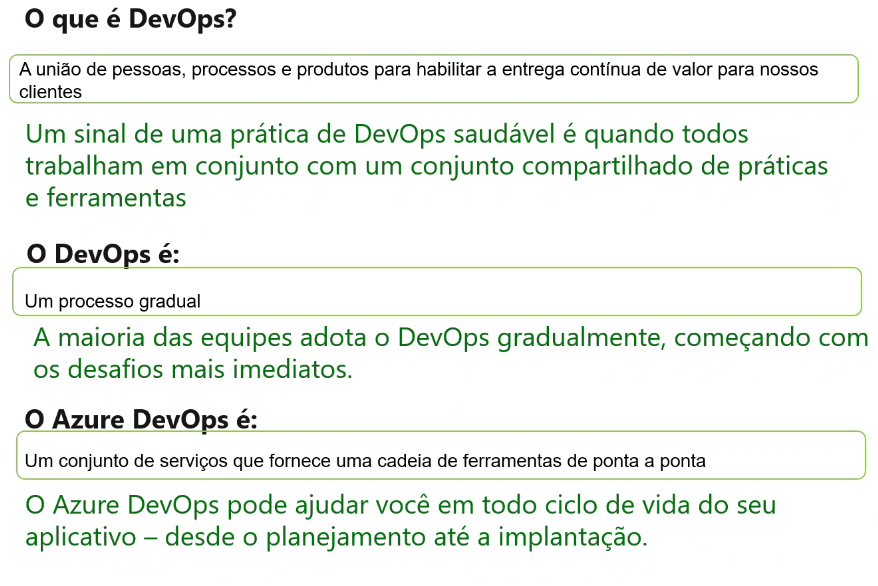 O que é DevOps?
A união de pessoas, processos e produtos para habilitar a entrega contínua de valor para nossos
clientes
Um sinal de uma prática de DevOps saudável é quando todos
trabalham em conjunto com um conjunto compartilhado de práticas
e ferramentas
O DevOps é:
Um processo gradual
A maioria das equipes adota o DevOps gradualmente, começando com
os desafios mais imediatos.
O Azure DevOps é:
Um conjunto de serviços que fornece uma cadeia de ferramentas de ponta a ponta
O Azure DevOps pode ajudar você em todo ciclo de vida do seu
aplicativo – desde o planejamento até a implantação.